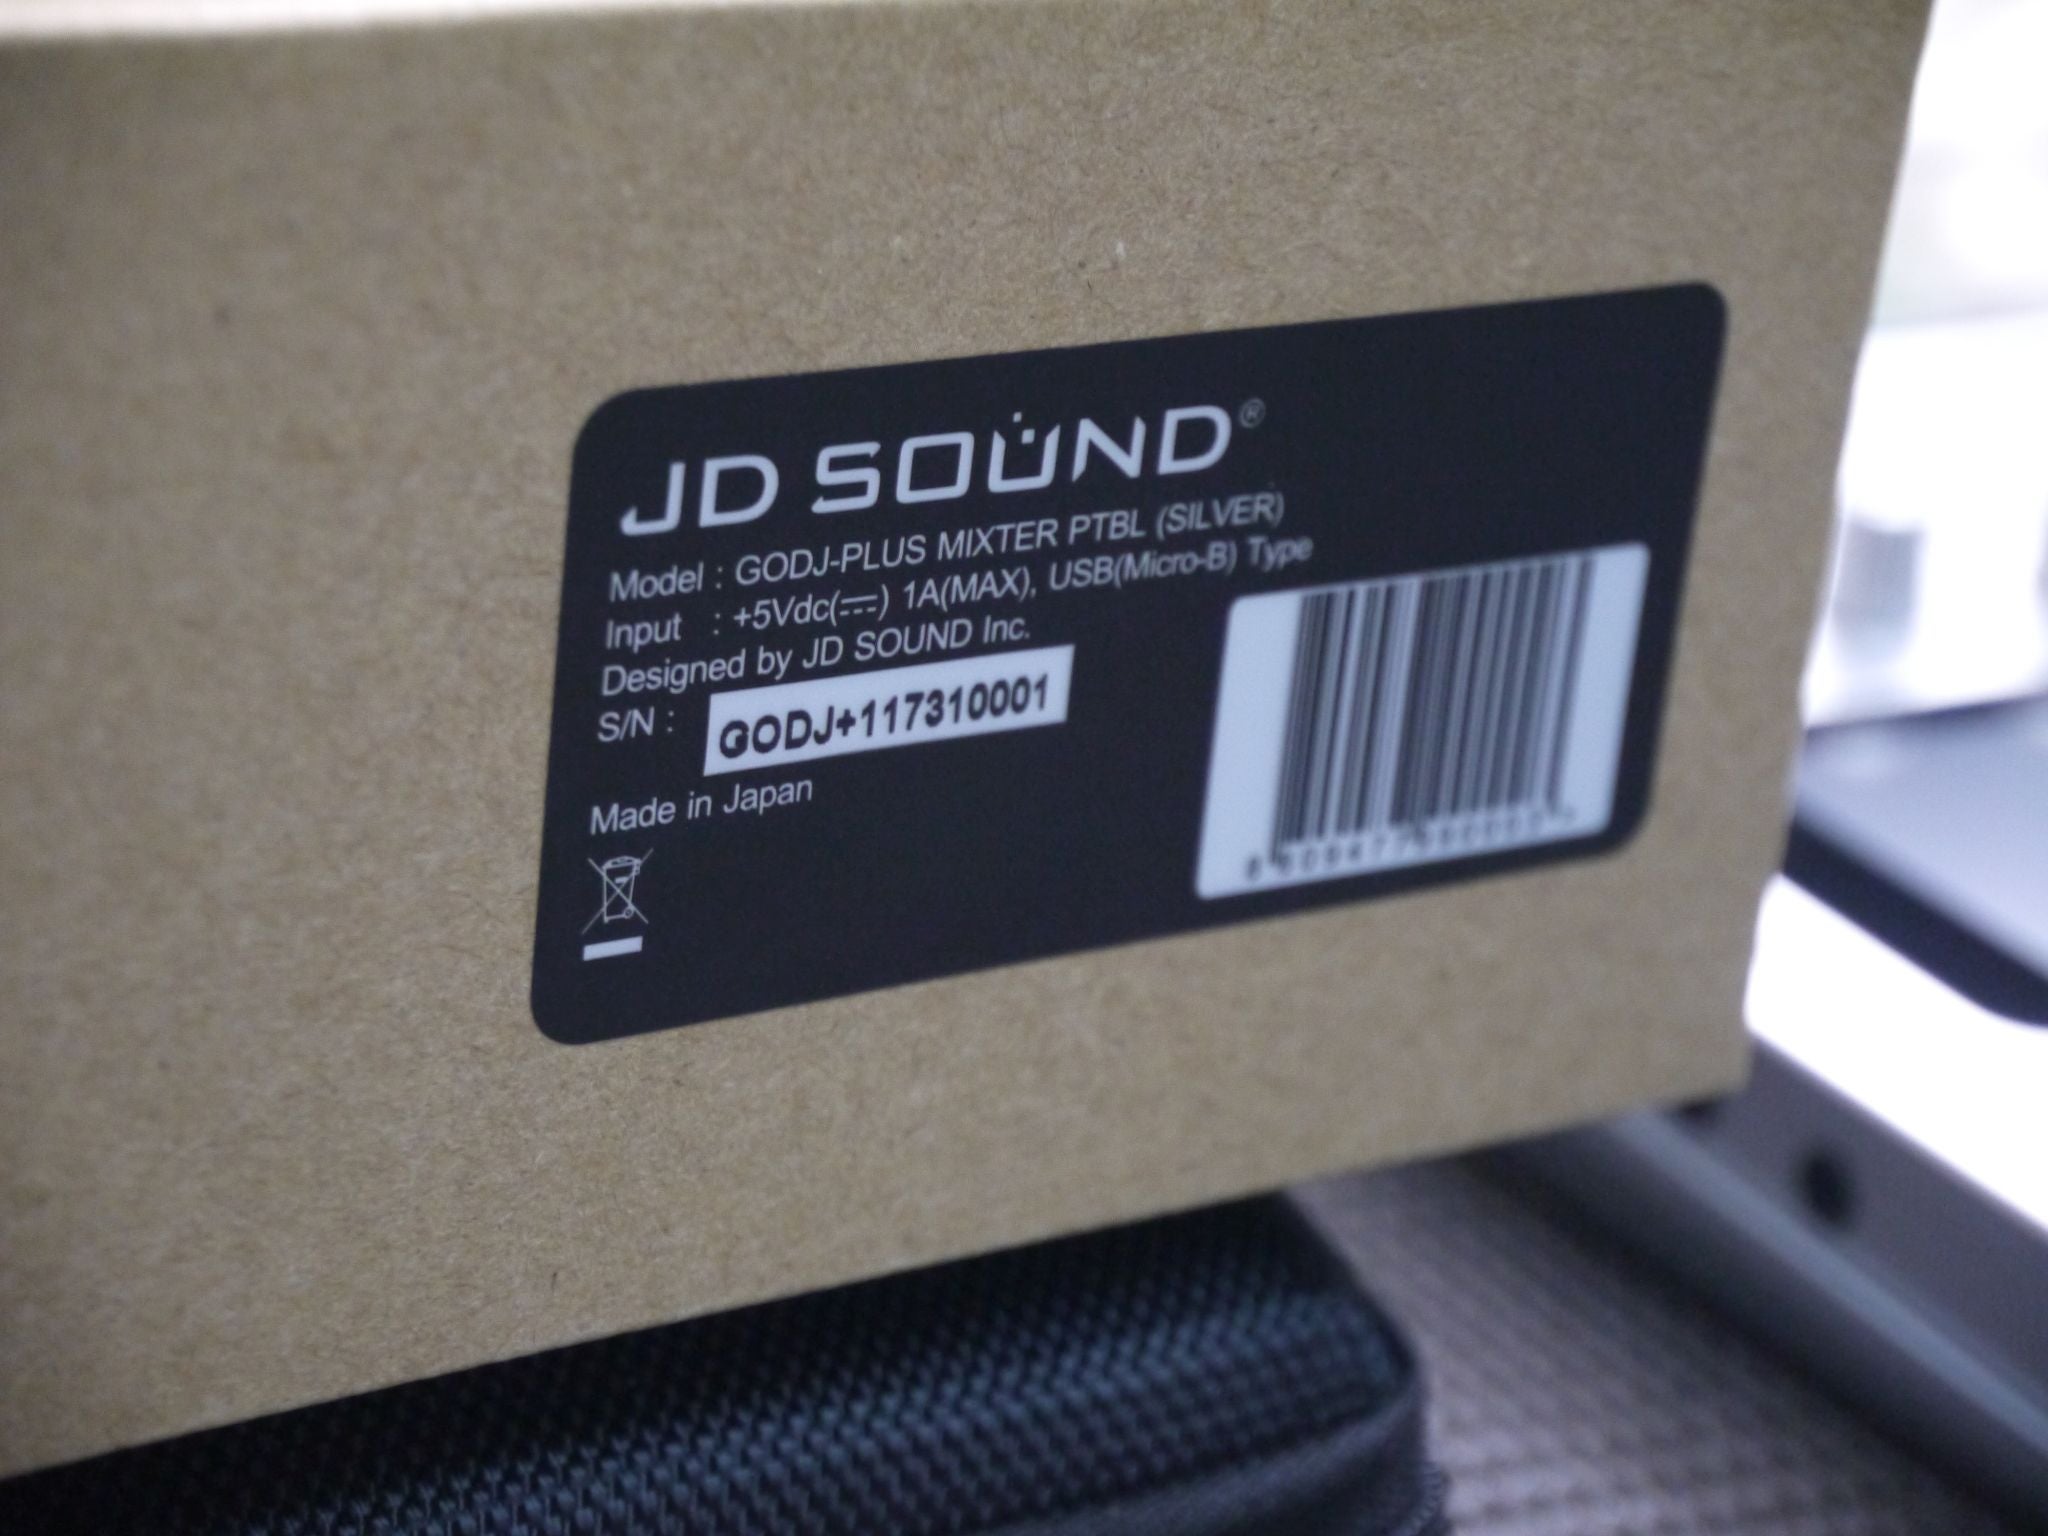 JD SOUND®
Model : GODJ-PLUS MIXTER PTBL (SILVER)
Input : +5Vdc(⎓) 1A(MAX), USB(Micro-B) Type
Designed by JD SOUND Inc.
S/N : GODJ+117310001
Made in Japan